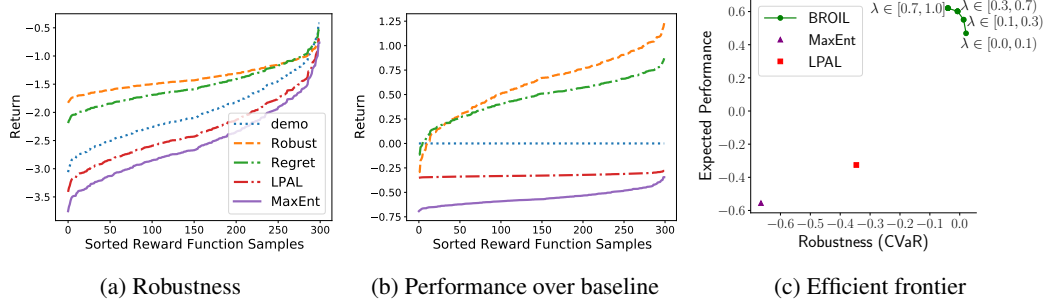 −0.5
−1.0
−1.5
−2.0
−2.5
−3.0
−3.5
Return
demo
Robust
Regret
LPAL
MaxEnt
0 50 100 150 200 250 300
Sorted Reward Function Samples
(a) Robustness
1.25
1.00
0.75
0.50
0.25
0.00
−0.25
−0.50
−0.75
Return
0 50 100 150 200 250 300
Sorted Reward Function Samples
(b) Performance over baseline
0.6
0.4
0.2
0.0
−0.2
−0.4
−0.6
Expected Performance
BROIL
MaxEnt
LPAL
λ ∈ [0.7, 1.0]
λ ∈ [0.3, 0.7)
λ ∈ [0.1, 0.3)
λ ∈ [0.0, 0.1)
−0.6 −0.5 −0.4 −0.3 −0.2 −0.1 0.0
Robustness (CVaR)
(c) Efficient frontier